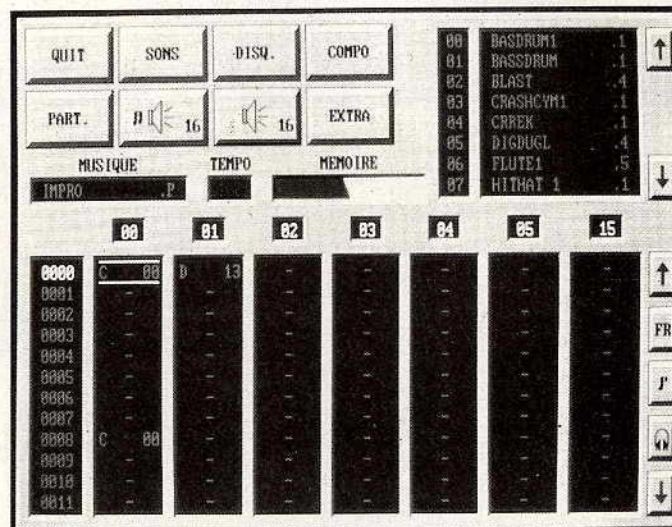 QUIT SONS DISQ. COMPO
PART. 16 16 EXTRA
MUSIQUE TEMPO MEMOIRE
IMPRO .P
00 BASDRUM1 .1
01 BASSDRUM .1
02 BLAST .4
03 CRASHCYM1 .1
04 CRREK .1
05 DIGDUGL .4
06 FLUTE1 .5
07 HITHAT 1 .1
00 01 02 03 04 05 15
0000 C 00 D 13 - - - - -
0001 - - - - - - -
0002 - - - - - - -
0003 - - - - - - -
0004 - - - - - - -
0005 - - - - - - -
0006 - - - - - - -
0007 - - - - - - -
0008 C 00 - - - - - -
0009 - - - - - - -
0010 - - - - - - -
0011 - - - - - - -
FR